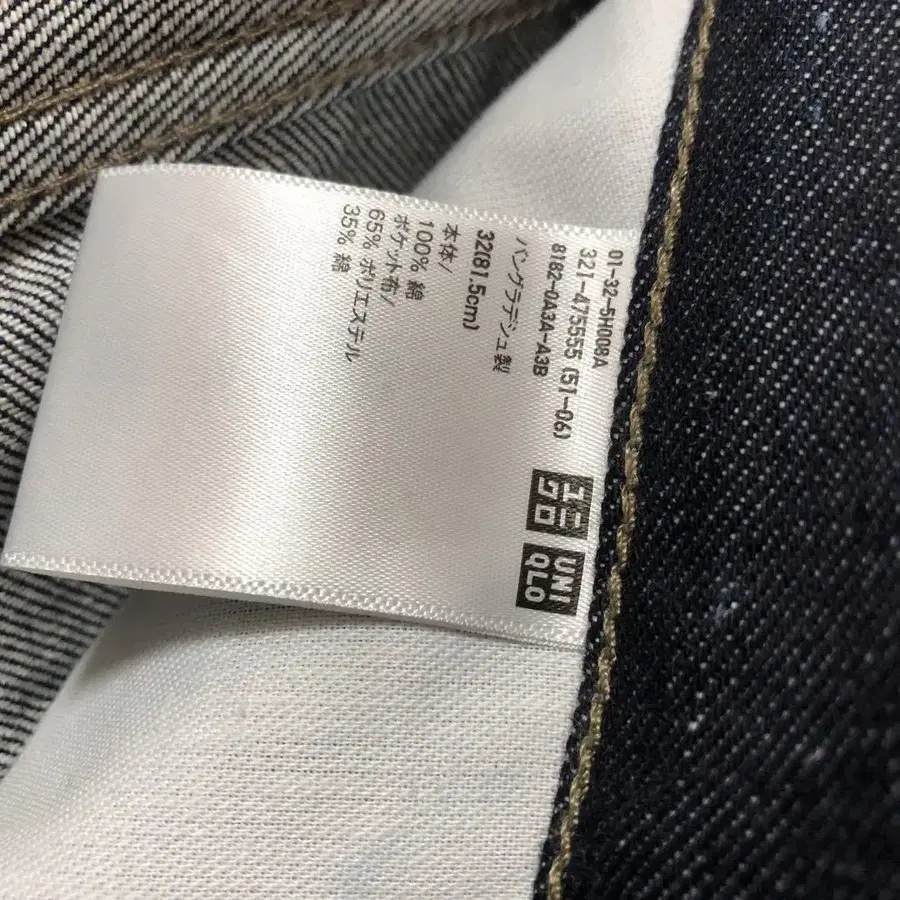 ユニ
クロ
UNI
QLO
01-32-5H008A
321-475555 (51-06)
8182-0A3A-A3B
バングラデシュ製
32(81.5cm)
本体/
100% 綿
ポケット布/
65% ポリエステル
35% 綿